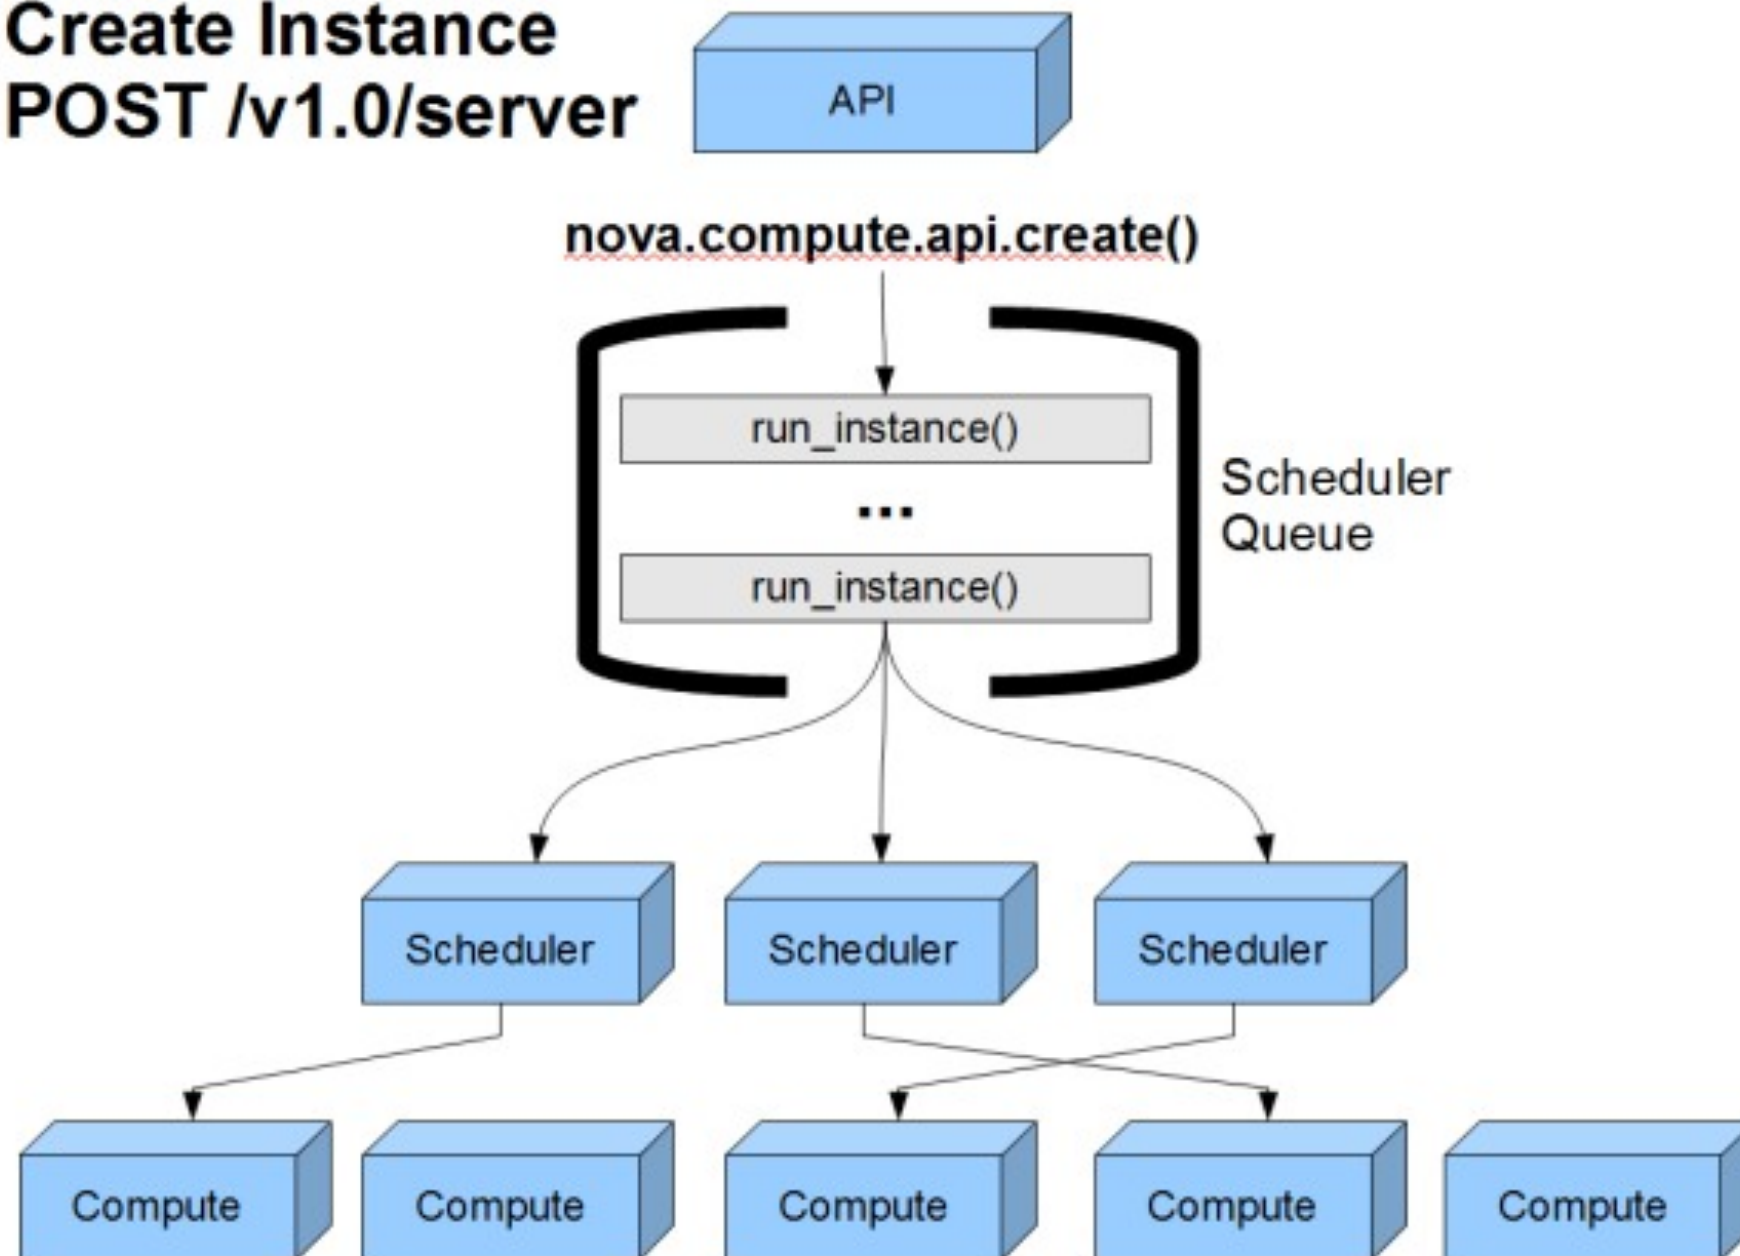 Create Instance
POST /v1.0/server
API
nova.compute.api.create()
run_instance()
...
run_instance()
Scheduler
Queue
Scheduler
Scheduler
Scheduler
Compute
Compute
Compute
Compute
Compute